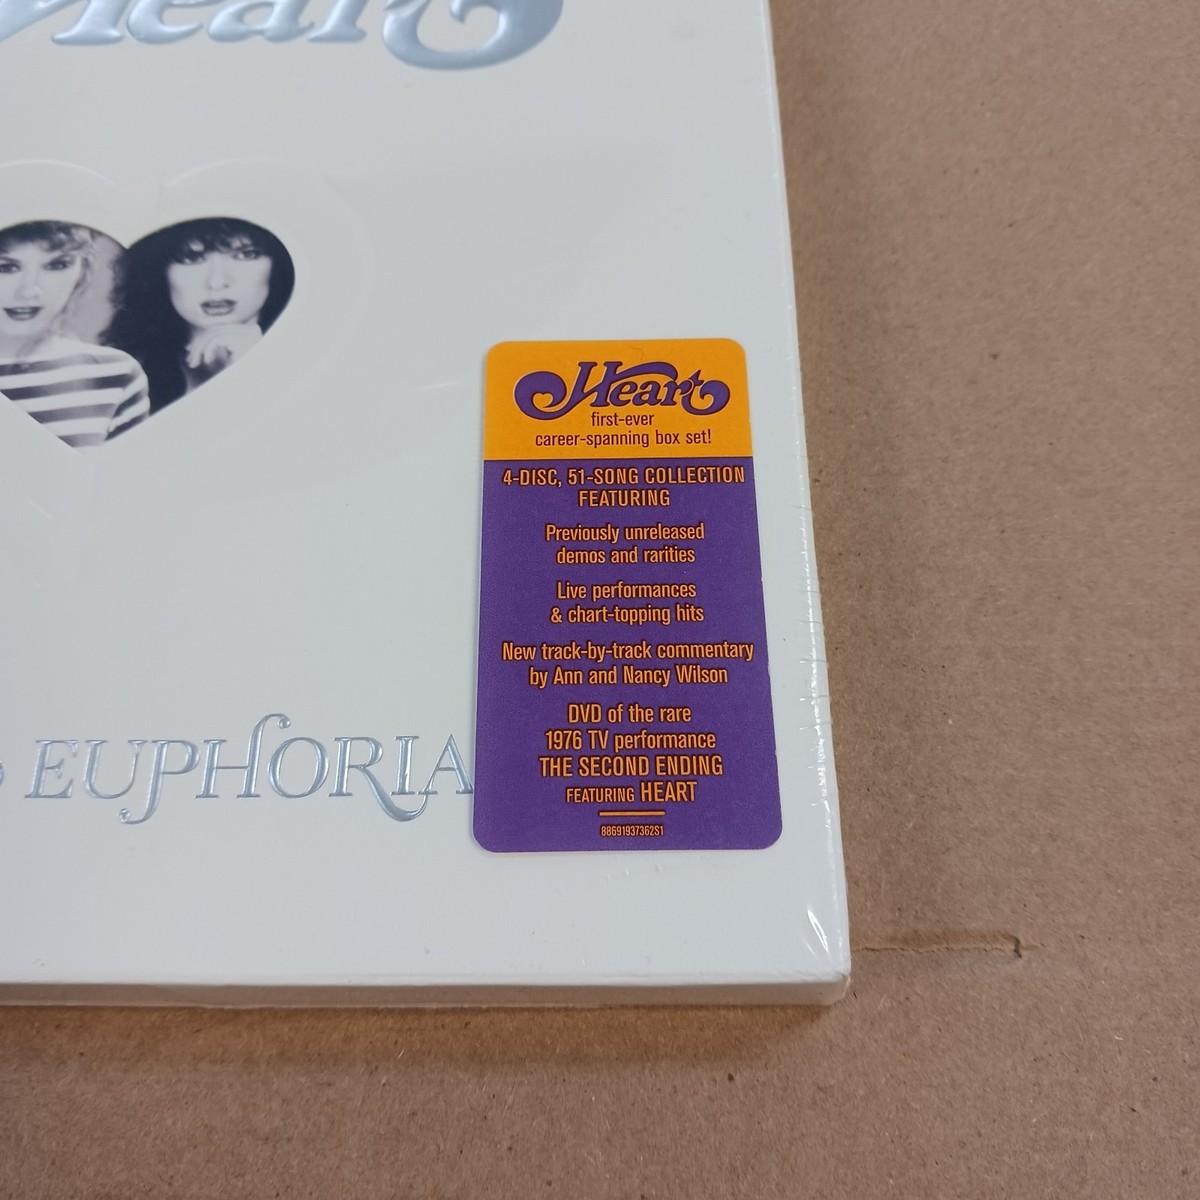 Heart
EUPHORIA
Heart
first-ever
career-spanning box set!
4-DISC, 51-SONG COLLECTION
FEATURING
Previously unreleased
demos and rarities
Live performances
& chart-topping hits
New track-by-track commentary
by Ann and Nancy Wilson
DVD of the rare
1976 TV performance
THE SECOND ENDING
FEATURING HEART
88691937362S1